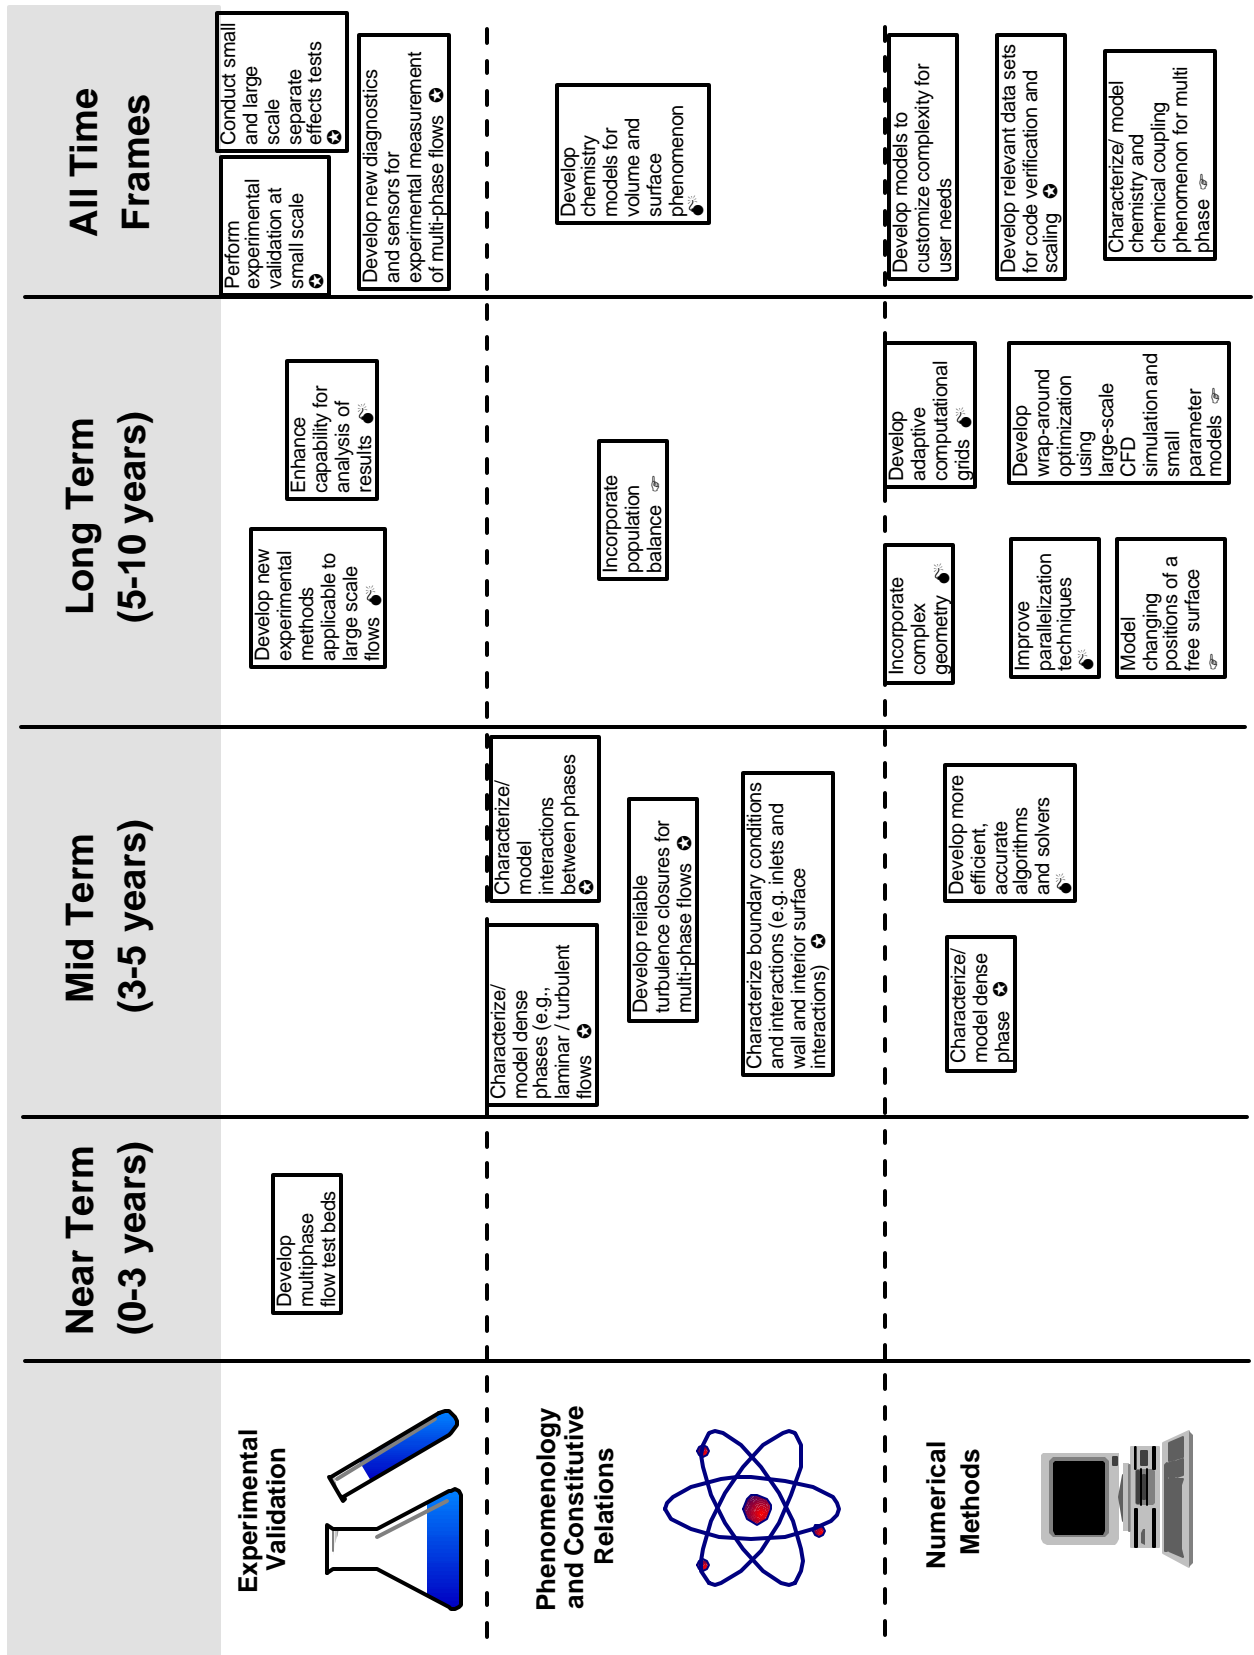 Near Term
(0-3 years)
Mid Term
(3-5 years)
Long Term
(5-10 years)
All Time
Frames
Experimental
Validation
Develop
multiphase
flow test beds
Develop new
experimental
methods
applicable to
large scale
flows
Enhance
capability for
analysis of
results
Perform
experimental
validation at
small scale
Conduct small
and large
scale
separate
effects tests
Develop new diagnostics
and sensors for
experimental measurement
of multi-phase flows
Phenomenology
and Constitutive
Relations
Characterize/
model dense
phases (e.g.,
laminar / turbulent
flows
Characterize/
model
interactions
between phases
Develop reliable
turbulence closures for
multi-phase flows
Characterize boundary conditions
and interactions (e.g. inlets and
wall and interior surface
interactions)
Incorporate
population
balance
Develop
chemistry
models for
volume and
surface
phenomenon
Numerical
Methods
Characterize/
model dense
phase
Develop more
efficient,
accurate
algorithms
and solvers
Incorporate
complex
geometry
Develop
adaptive
computational
grids
Improve
parallelization
techniques
Develop
wrap-around
optimization
using
large-scale
CFD
simulation and
small
parameter
models
Model
changing
positions of a
free surface
Develop models to
customize complexity for
user needs
Develop relevant data sets
for code verification and
scaling
Characterize/ model
chemistry and
chemical coupling
phenomenon for multi
phase